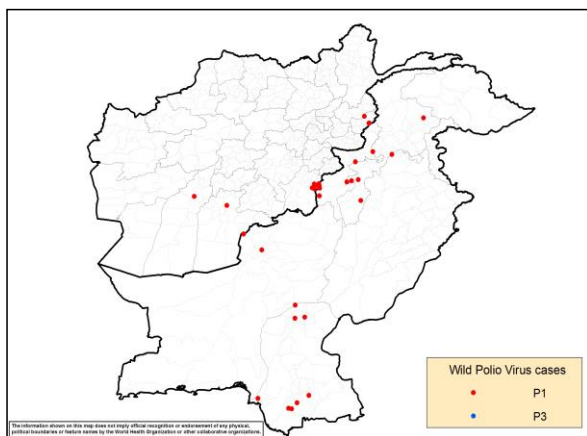 Wild Polio Virus cases
P1
P3
The information shown on this map does not imply official recognition or endorsement of any physical,
political boundaries or feature names by the World Health Organization or other collaborative organizations.